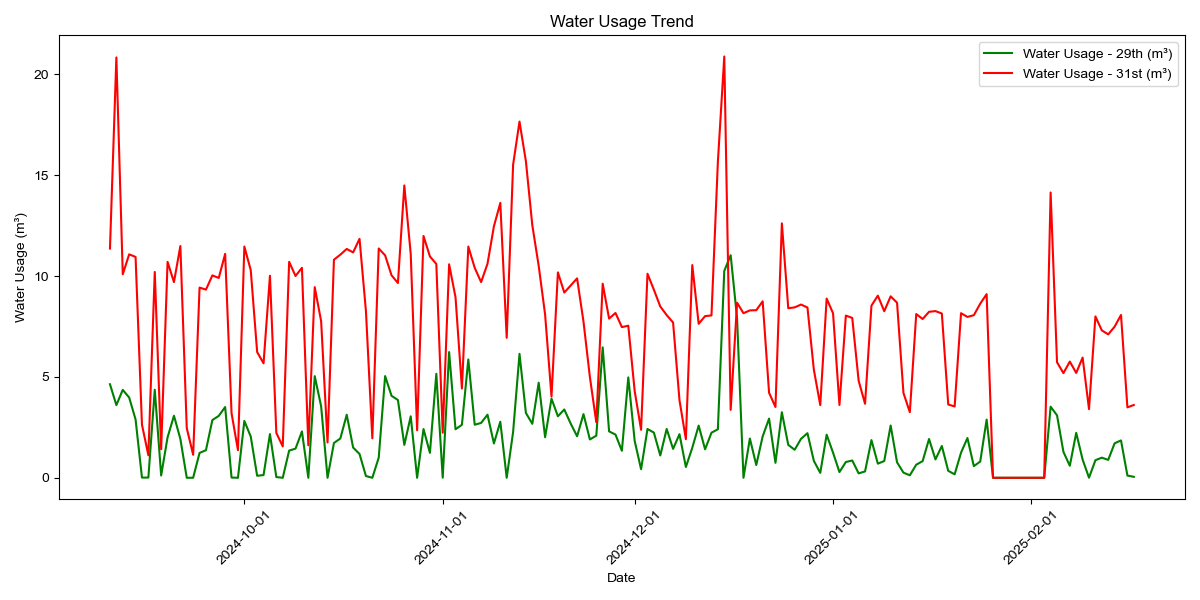 Water Usage Trend
Water Usage - 29th (m³)
Water Usage - 31st (m³)
Water Usage (m³)
20
15
10
5
0
2024-10-01
2024-11-01
2024-12-01
2025-01-01
2025-02-01
Date